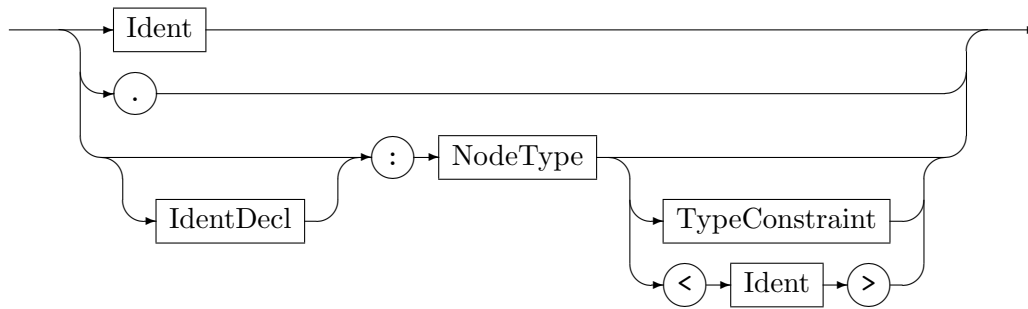 Ident
.
: NodeType
IdentDecl TypeConstraint
< Ident >